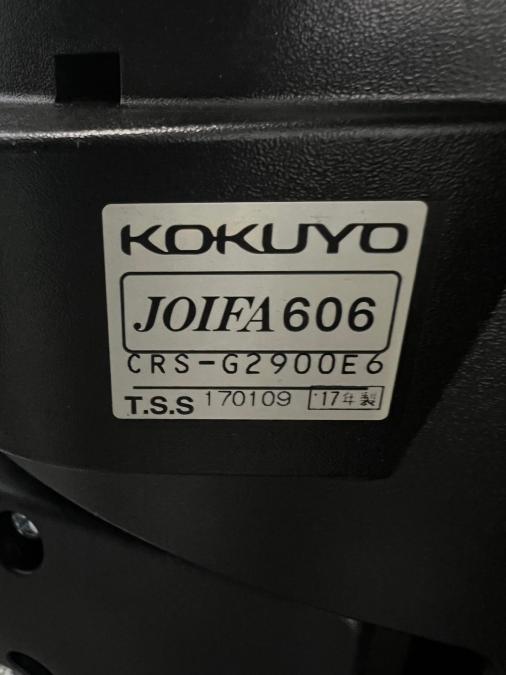 KOKUYO
JOIFA 606
CRS-G2900E6
T.S.S 170109 '17年製